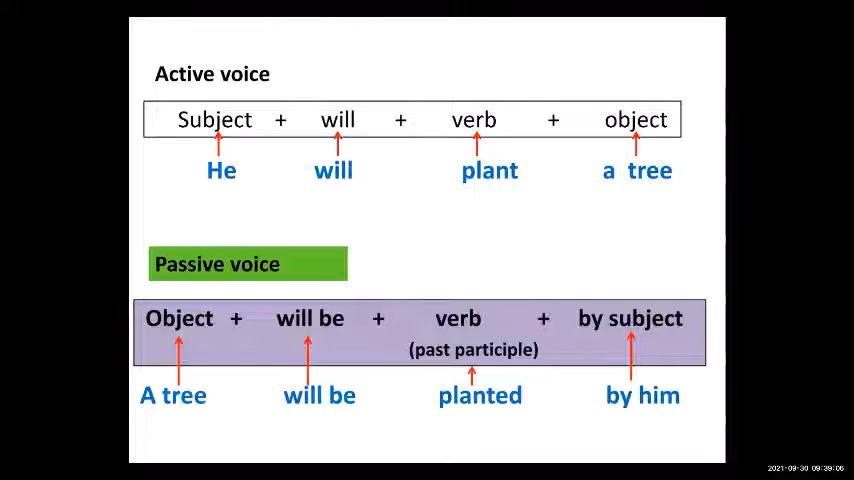 Active voice
Subject + will + verb + object
He will plant a tree
Passive voice
Object + will be + verb + by subject
(past participle)
A tree will be planted by him
2021-09-30 09:39:06